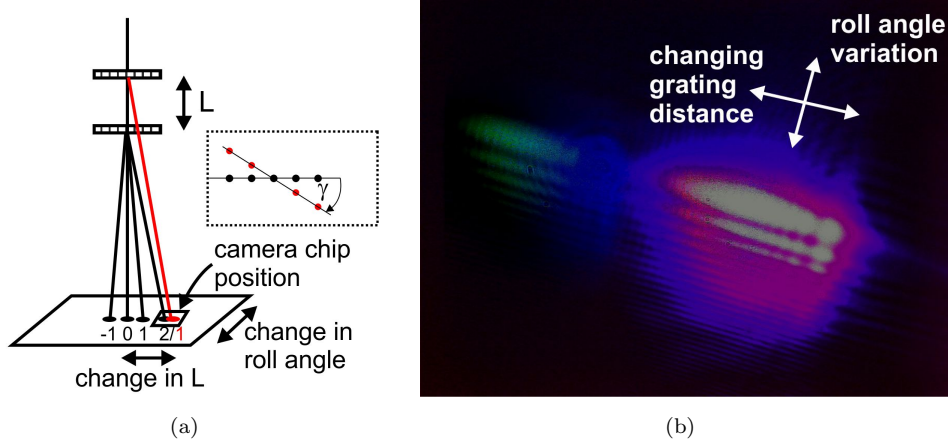 L
γ
camera chip
position
-1 0 1 2/1
change in
roll angle
change in L
(a)
roll angle
variation
changing
grating
distance
(b)